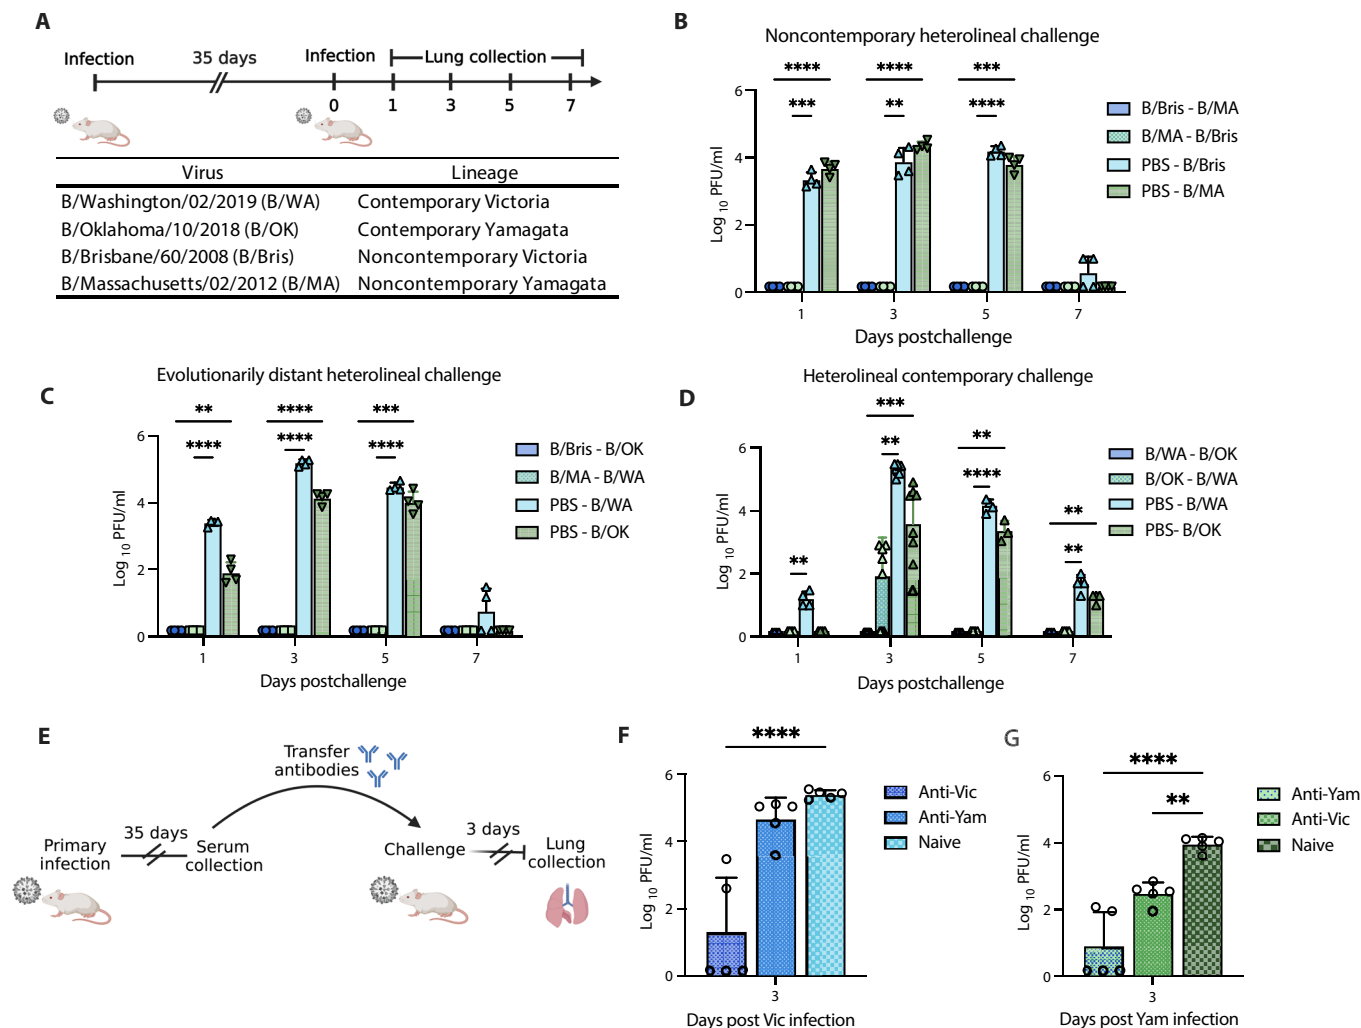 A
Infection
35 days
Infection
Lung collection
0
1
3
5
7
Virus
Lineage
B/Washington/02/2019 (B/WA)
Contemporary Victoria
B/Oklahoma/10/2018 (B/OK)
Contemporary Yamagata
B/Brisbane/60/2008 (B/Bris)
Noncontemporary Victoria
B/Massachusetts/02/2012 (B/MA)
Noncontemporary Yamagata
B
Noncontemporary heterolineal challenge
**** **** ***
*** ** ****
Log 10 PFU/ml
6
4
2
0
1 3 5 7
Days postchallenge
B/Bris - B/MA
B/MA - B/Bris
PBS - B/Bris
PBS - B/MA
C
Evolutionarily distant heterolineal challenge
** **** ***
**** **** ****
Log 10 PFU/ml
6
4
2
0
1 3 5 7
Days postchallenge
B/Bris - B/OK
B/MA - B/WA
PBS - B/WA
PBS - B/OK
D
Heterolineal contemporary challenge
*** ** **
** ** **** **
Log 10 PFU/ml
6
4
2
0
1 3 5 7
Days postchallenge
B/WA - B/OK
B/OK - B/WA
PBS - B/WA
PBS- B/OK
E
Transfer
antibodies
Primary
infection
35 days
Serum
collection
Challenge
3 days
Lung
collection
F
****
Log 10 PFU/ml
6
4
2
0
3
Days post Vic infection
Anti-Vic
Anti-Yam
Naive
G
****
**
Log 10 PFU/ml
6
4
2
0
3
Days post Yam infection
Anti-Yam
Anti-Vic
Naive